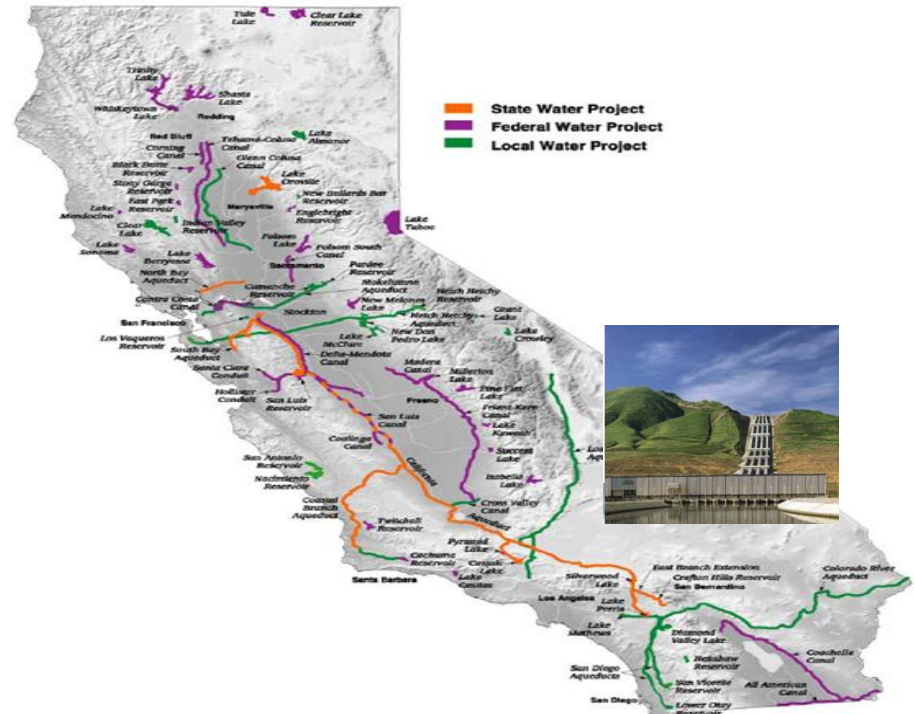 Tule
Lake
Clear Lake
Reservoir
Trinity
Lake
Shasta
Lake
Whiskeytown
Lake
Redding
State Water Project
Federal Water Project
Local Water Project
Red Bluff
Tehama-Colusa
Canal
Corning
Canal
Glenn Colusa
Canal
Lake
Almanor
Black Butte
Reservoir
Lake
Oroville
Stony Gorge
Reservoir
New Bullards Bar
Reservoir
East Park
Reservoir
Marysville
Englebright
Reservoir
Lake
Mendocino
Indian Valley
Reservoir
Clear
Lake
Lake
Tahoe
Folsom
Lake
Folsom South
Canal
Lake
Sonoma
Lake
Berryessa
Sacramento
Pardee
Reservoir
North Bay
Aqueduct
Camanche
Reservoir
Mokelumne
Aqueduct
Hetch Hetchy
Reservoir
Contra Costa
Canal
New Melones
Lake
Stockton
Hetch Hetchy
Aqueduct
Grant
Lake
San Francisco
New Don
Pedro Lake
Lake
Crowley
Los Vaqueros
Reservoir
Lake
McClure
South Bay
Aqueduct
Delta-Mendota
Canal
Madera
Canal
Millerton
Lake
Santa Clara
Conduit
Pine Flat
Lake
Hollister
Conduit
San Luis
Reservoir
Fresno
Friant-Kern
Canal
San Luis
Canal
Lake
Kaweah
Coalinga
Canal
Success
Lake
Los
San Antonio
Reservoir
Nacimiento
Reservoir
California
Aqueduct
Isabella
Lake
Coastal
Branch
Aqueduct
Cross Valley
Canal
Twitchell
Reservoir
Pyramid
Lake
Cachuma
Reservoir
Castaic
Lake
East Branch Extension
Crafton Hills Reservoir
Colorado River
Aqueduct
Santa Barbara
Lake
Casitas
Silverwood
Lake
San Bernardino
Los Angeles
Lake
Perris
Lake
Mathews
Diamond
Valley Lake
Coachella
Canal
Henshaw
Reservoir
San Diego
Aqueducts
San Vicente
Reservoir
All American
Canal
San Diego
Lower Otay
Reservoir